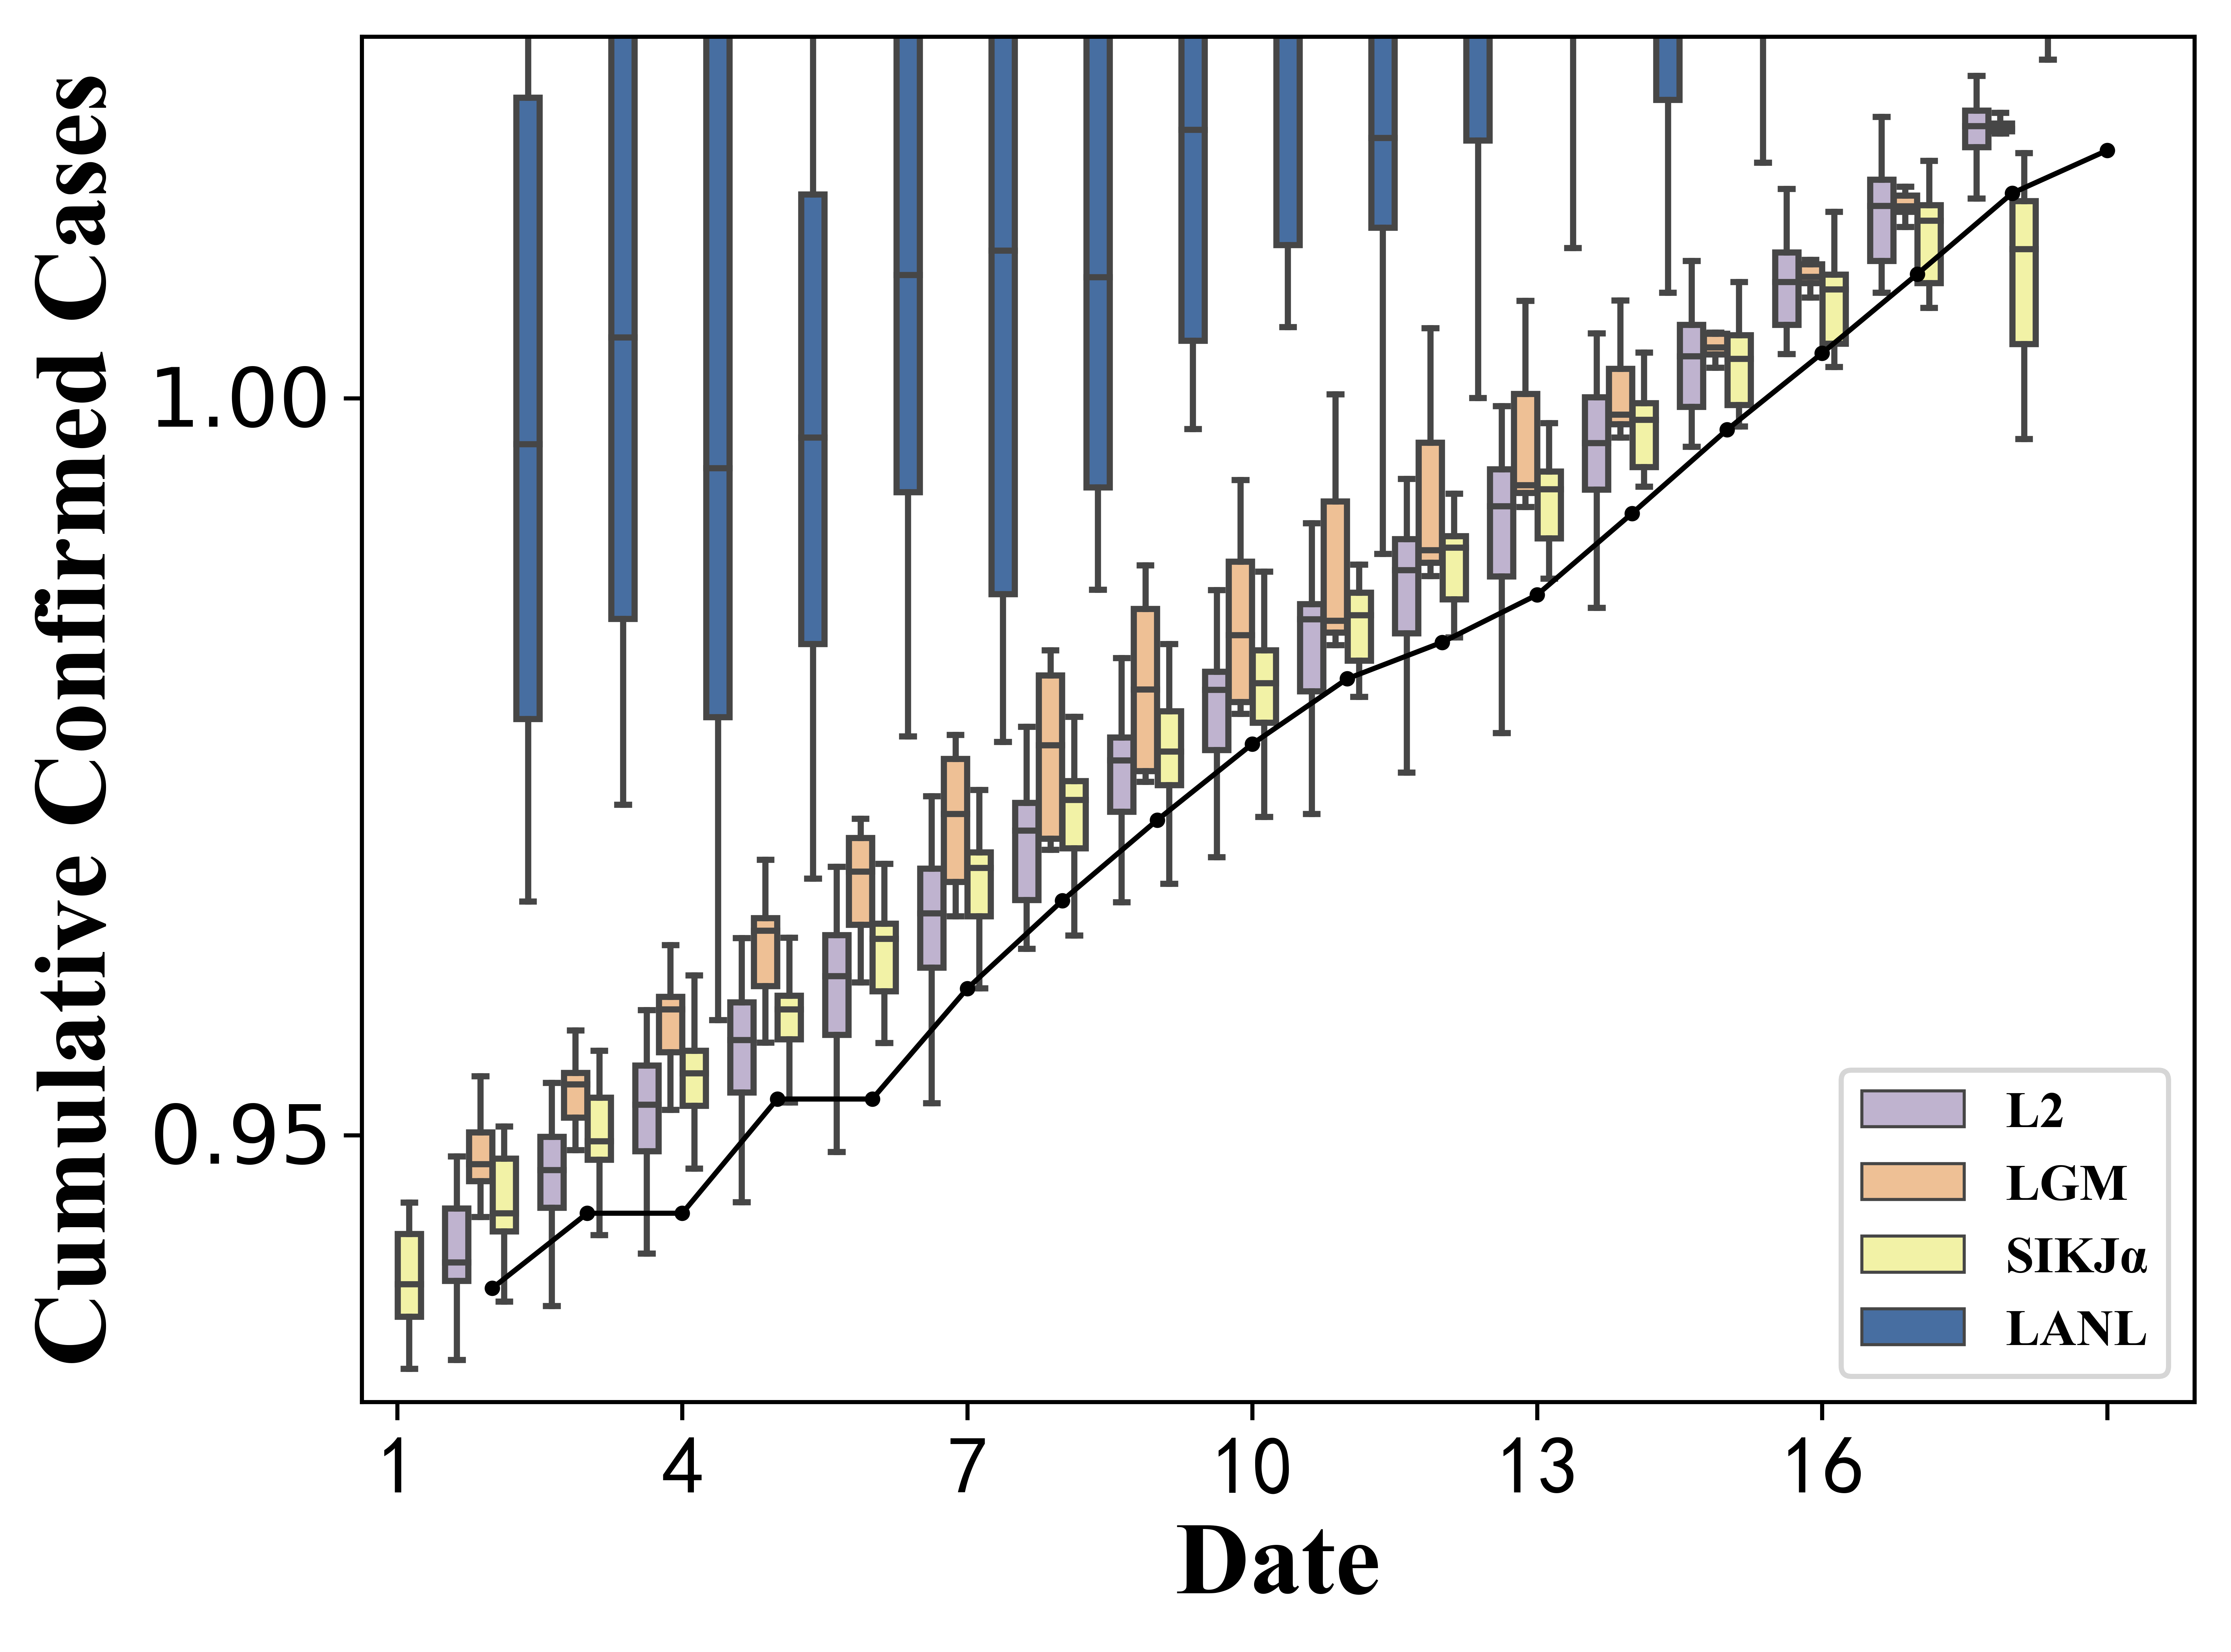 Cumulative Confirmed Cases
1.00
0.95
L2
LGM
SIKJα
LANL
1 4 7 10 13 16
Date